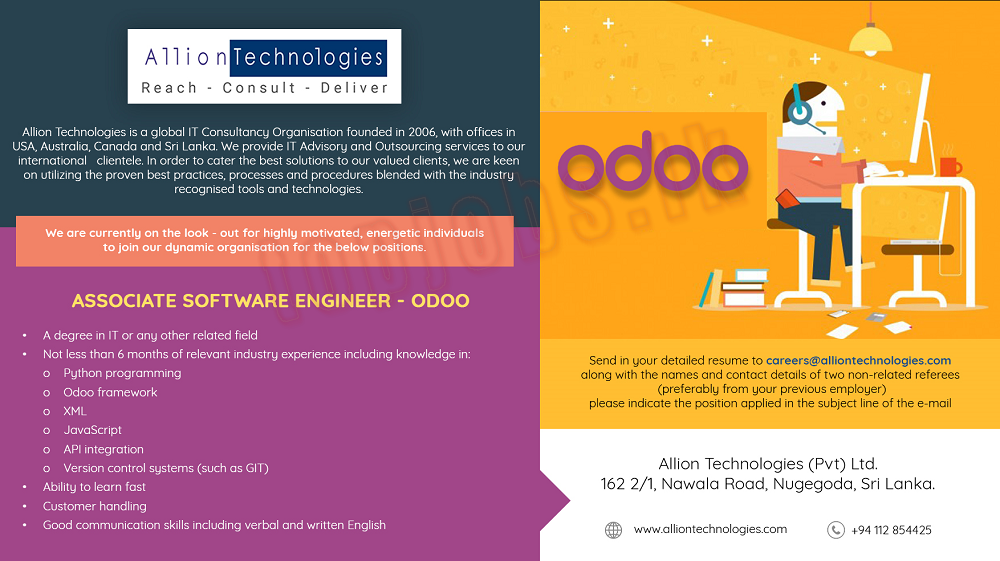 Allion Technologies
Reach - Consult - Deliver
Allion Technologies is a global IT Consultancy Organisation founded in 2006, with offices in
USA, Australia, Canada and Sri Lanka. We provide IT Advisory and Outsourcing services to our
international clientele. In order to cater the best solutions to our valued clients, we are keen
on utilizing the proven best practices, processes and procedures blended with the industry
recognised tools and technologies.
We are currently on the look - out for highly motivated, energetic individuals
to join our dynamic organisation for the below positions.
ASSOCIATE SOFTWARE ENGINEER - ODOO
• A degree in IT or any other related field
• Not less than 6 months of relevant industry experience including knowledge in:
o Python programming
o Odoo framework
o XML
o JavaScript
o API integration
o Version control systems (such as GIT)
• Ability to learn fast
• Customer handling
• Good communication skills including verbal and written English
odoo
Send in your detailed resume to careers@alliontechnologies.com
along with the names and contact details of two non-related referees
(preferably from your previous employer)
please indicate the position applied in the subject line of the e-mail
Allion Technologies (Pvt) Ltd.
162 2/1, Nawala Road, Nugegoda, Sri Lanka.
www.alliontechnologies.com
+94 112 854425